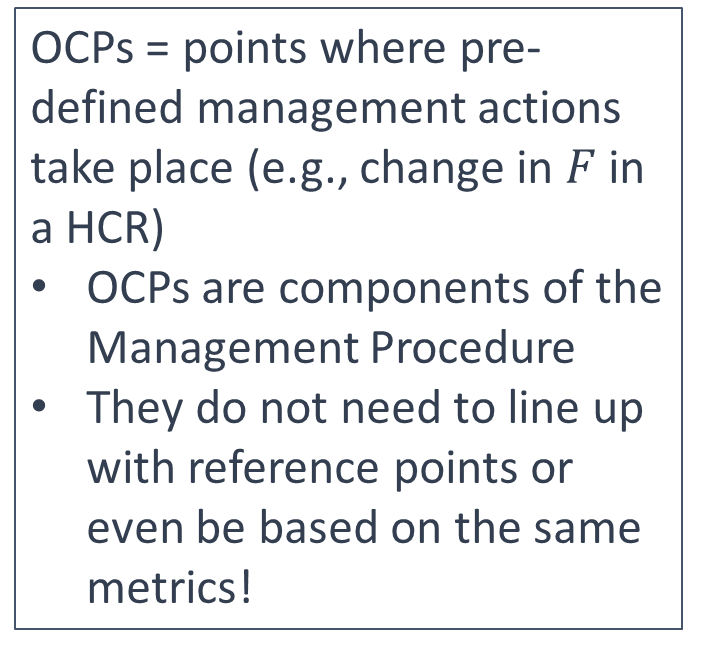 OCPs = points where pre-
defined management actions
take place (e.g., change in F in
a HCR)
• OCPs are components of the
Management Procedure
• They do not need to line up
with reference points or
even be based on the same
metrics!